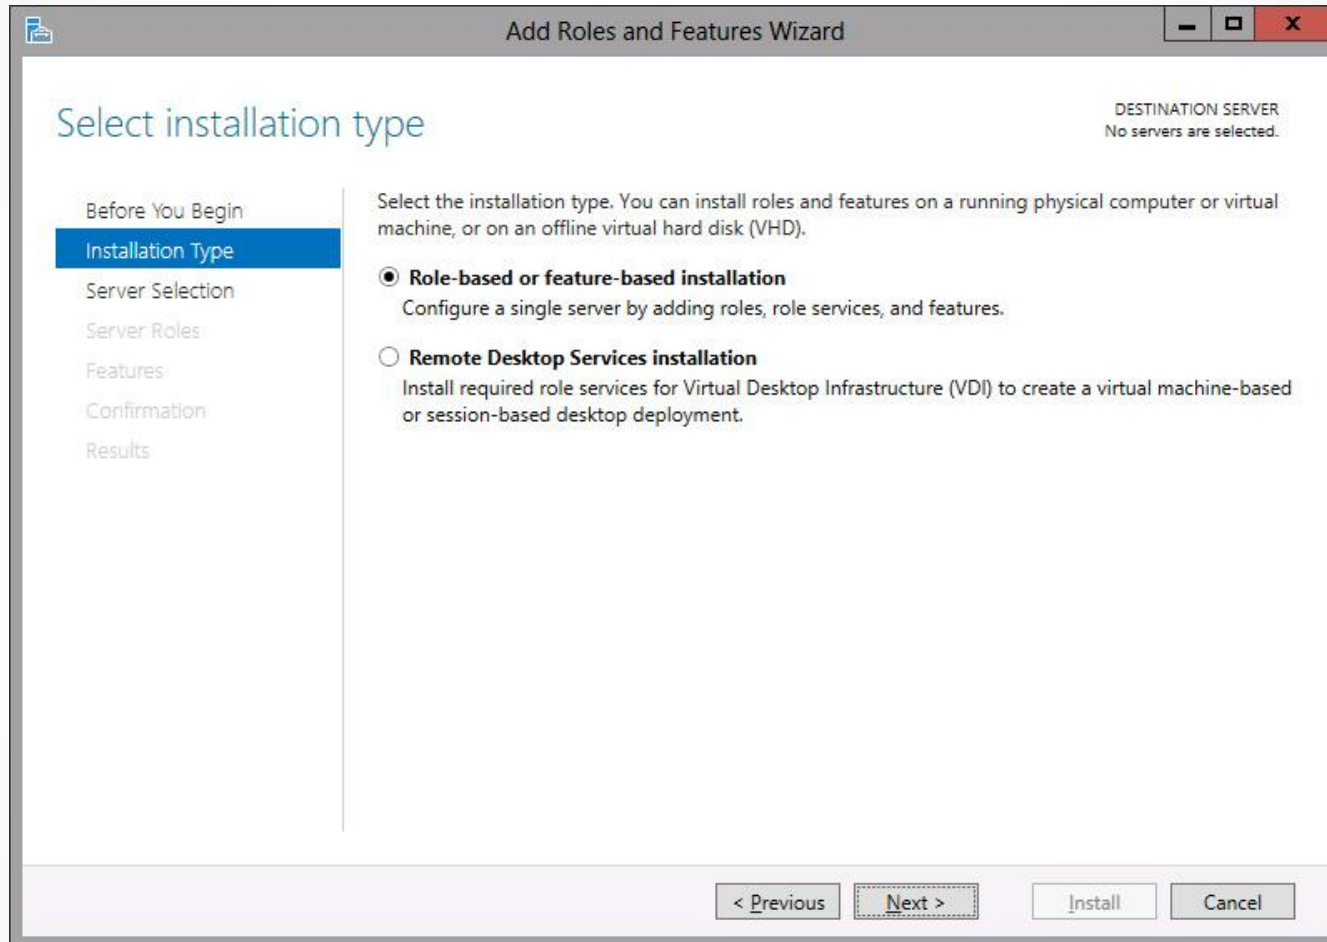 Add Roles and Features Wizard
Select installation type
DESTINATION SERVER
No servers are selected.
Before You Begin
Installation Type
Server Selection
Server Roles
Features
Confirmation
Results
Select the installation type. You can install roles and features on a running physical computer or virtual
machine, or on an offline virtual hard disk (VHD).
Role-based or feature-based installation
Configure a single server by adding roles, role services, and features.
Remote Desktop Services installation
Install required role services for Virtual Desktop Infrastructure (VDI) to create a virtual machine-based
or session-based desktop deployment.
< Previous
Next >
Install
Cancel